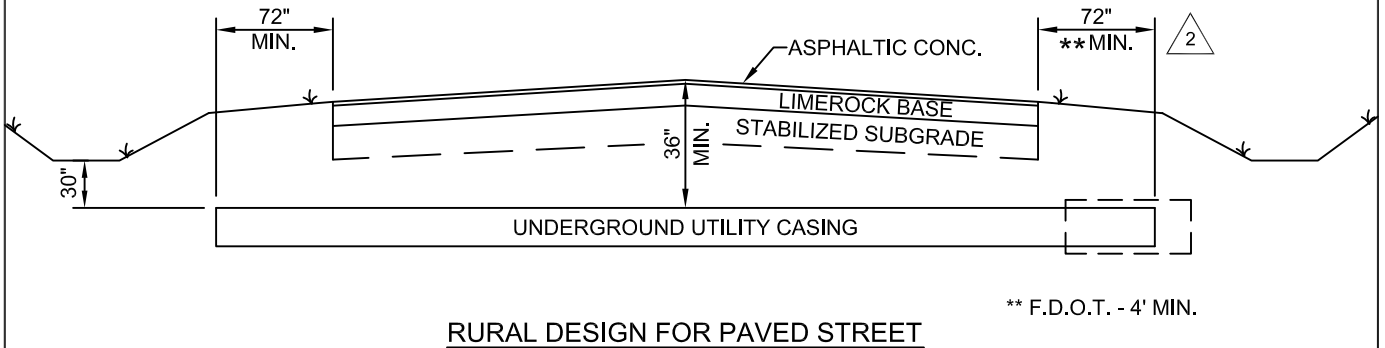 72"
MIN.
72"
** MIN.
2
ASPHALTIC CONC.
LIMEROCK BASE
STABILIZED SUBGRADE
36"
MIN.
30"
UNDERGROUND UTILITY CASING
** F.D.O.T. - 4' MIN.
RURAL DESIGN FOR PAVED STREET